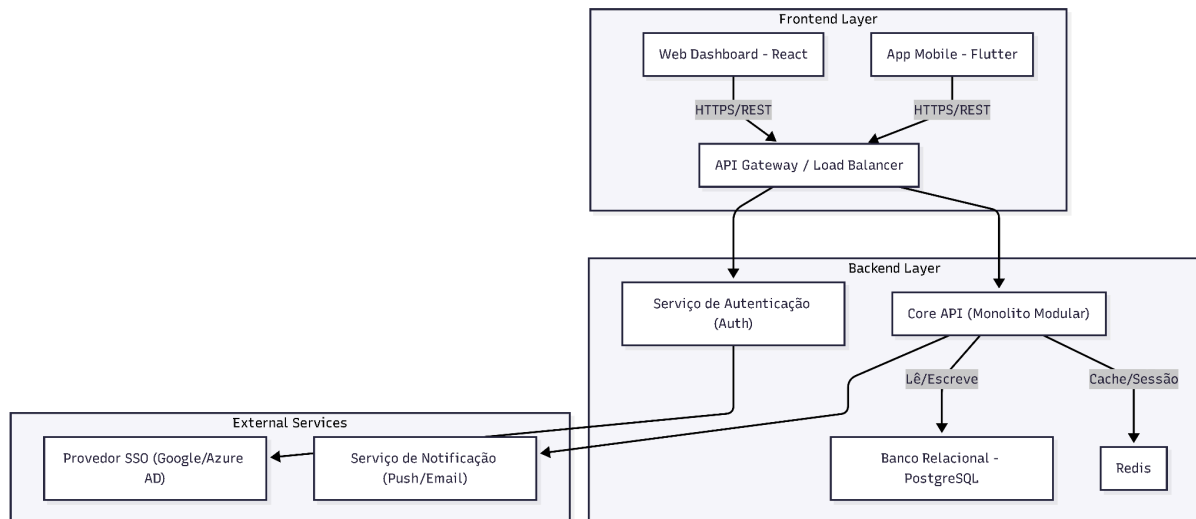 Frontend Layer
Web Dashboard - React
App Mobile - Flutter
HTTPS/REST
HTTPS/REST
API Gateway / Load Balancer
Backend Layer
Serviço de Autenticação
(Auth)
Core API (Monolito Modular)
Lê/Escreve
Cache/Sessão
External Services
Provedor SSO (Google/Azure
AD)
Serviço de Notificação
(Push/Email)
Banco Relacional -
PostgreSQL
Redis